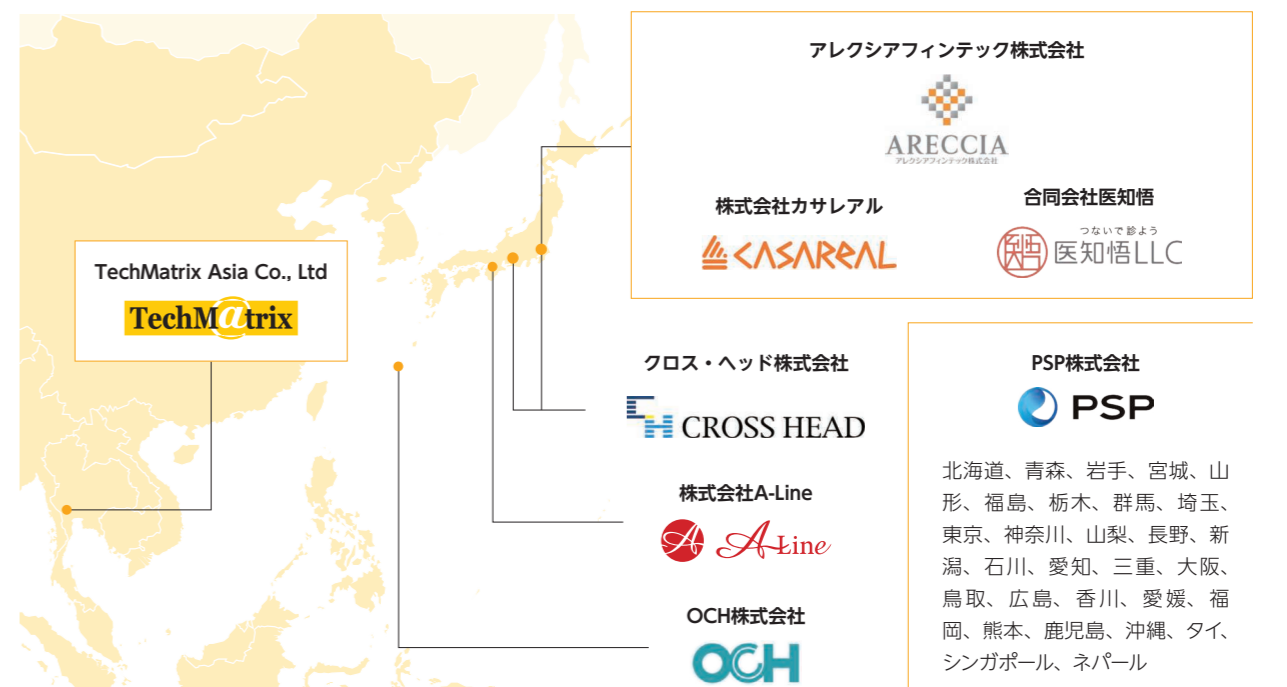 アレクシアフィンテック株式会社
ARECCIA
アレクシアフィンテック株式会社
株式会社カサレアル
CASAREAL
合同会社医知悟
つないで診よう
医知悟LLC
TechMatrix Asia Co., Ltd
TechM@trix
クロス・ヘッド株式会社
CH CROSS HEAD
株式会社A-Line
A A-Line
OCH株式会社
OCH
PSP株式会社
PSP
北海道、青森、岩手、宮城、山
形、福島、栃木、群馬、埼玉、
東京、神奈川、山梨、長野、新
潟、石川、愛知、三重、大阪、
鳥取、広島、香川、愛媛、福
岡、熊本、鹿児島、沖縄、タイ、
シンガポール、ネパール